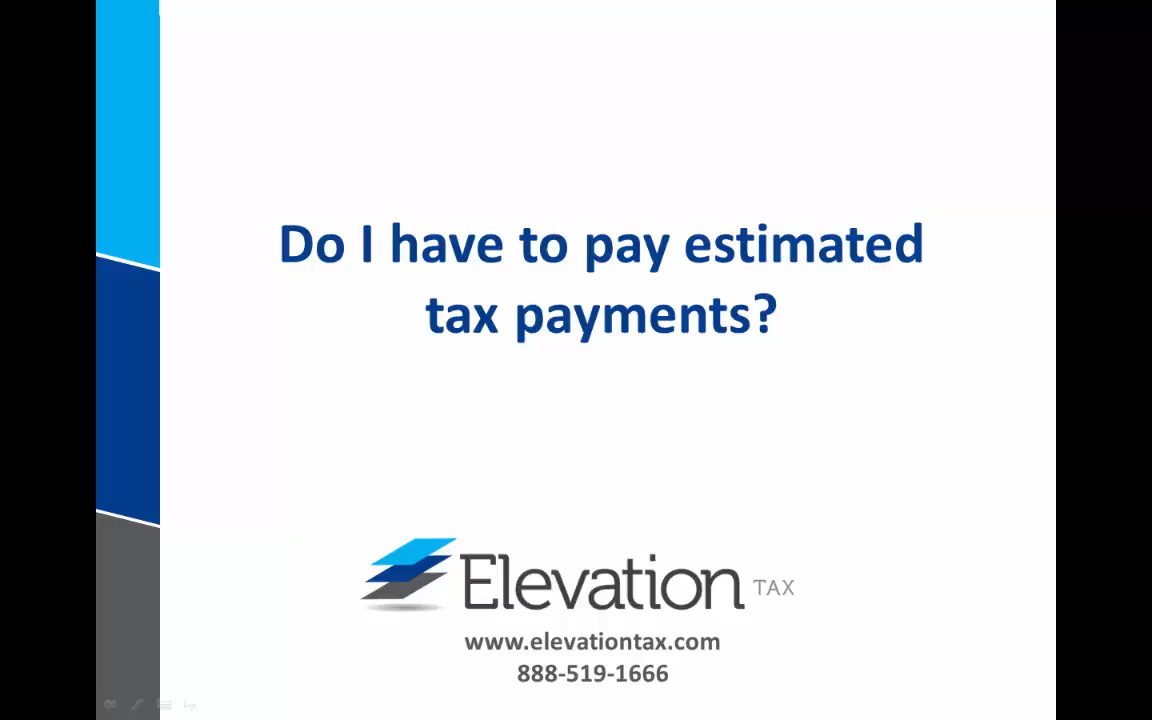 Do I have to pay estimated
tax payments?
Elevation TAX
www.elevationtax.com
888-519-1666